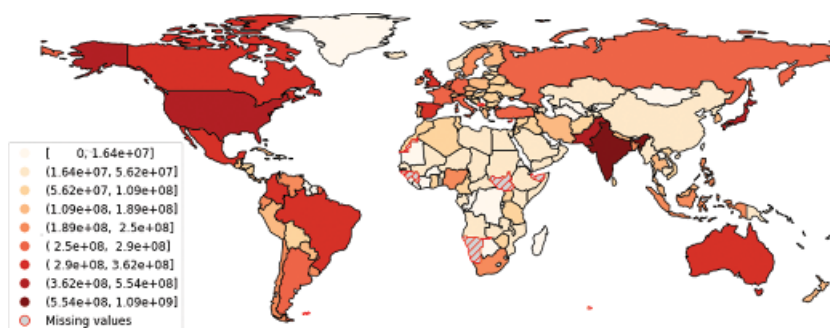 [ 0, 1.64e+07]
(1.64e+07, 5.62e+07]
(5.62e+07, 1.09e+08]
(1.09e+08, 1.89e+08]
(1.89e+08, 2.5e+08]
( 2.5e+08, 2.9e+08]
( 2.9e+08, 3.62e+08]
(3.62e+08, 5.54e+08]
(5.54e+08, 1.09e+09]
Missing values